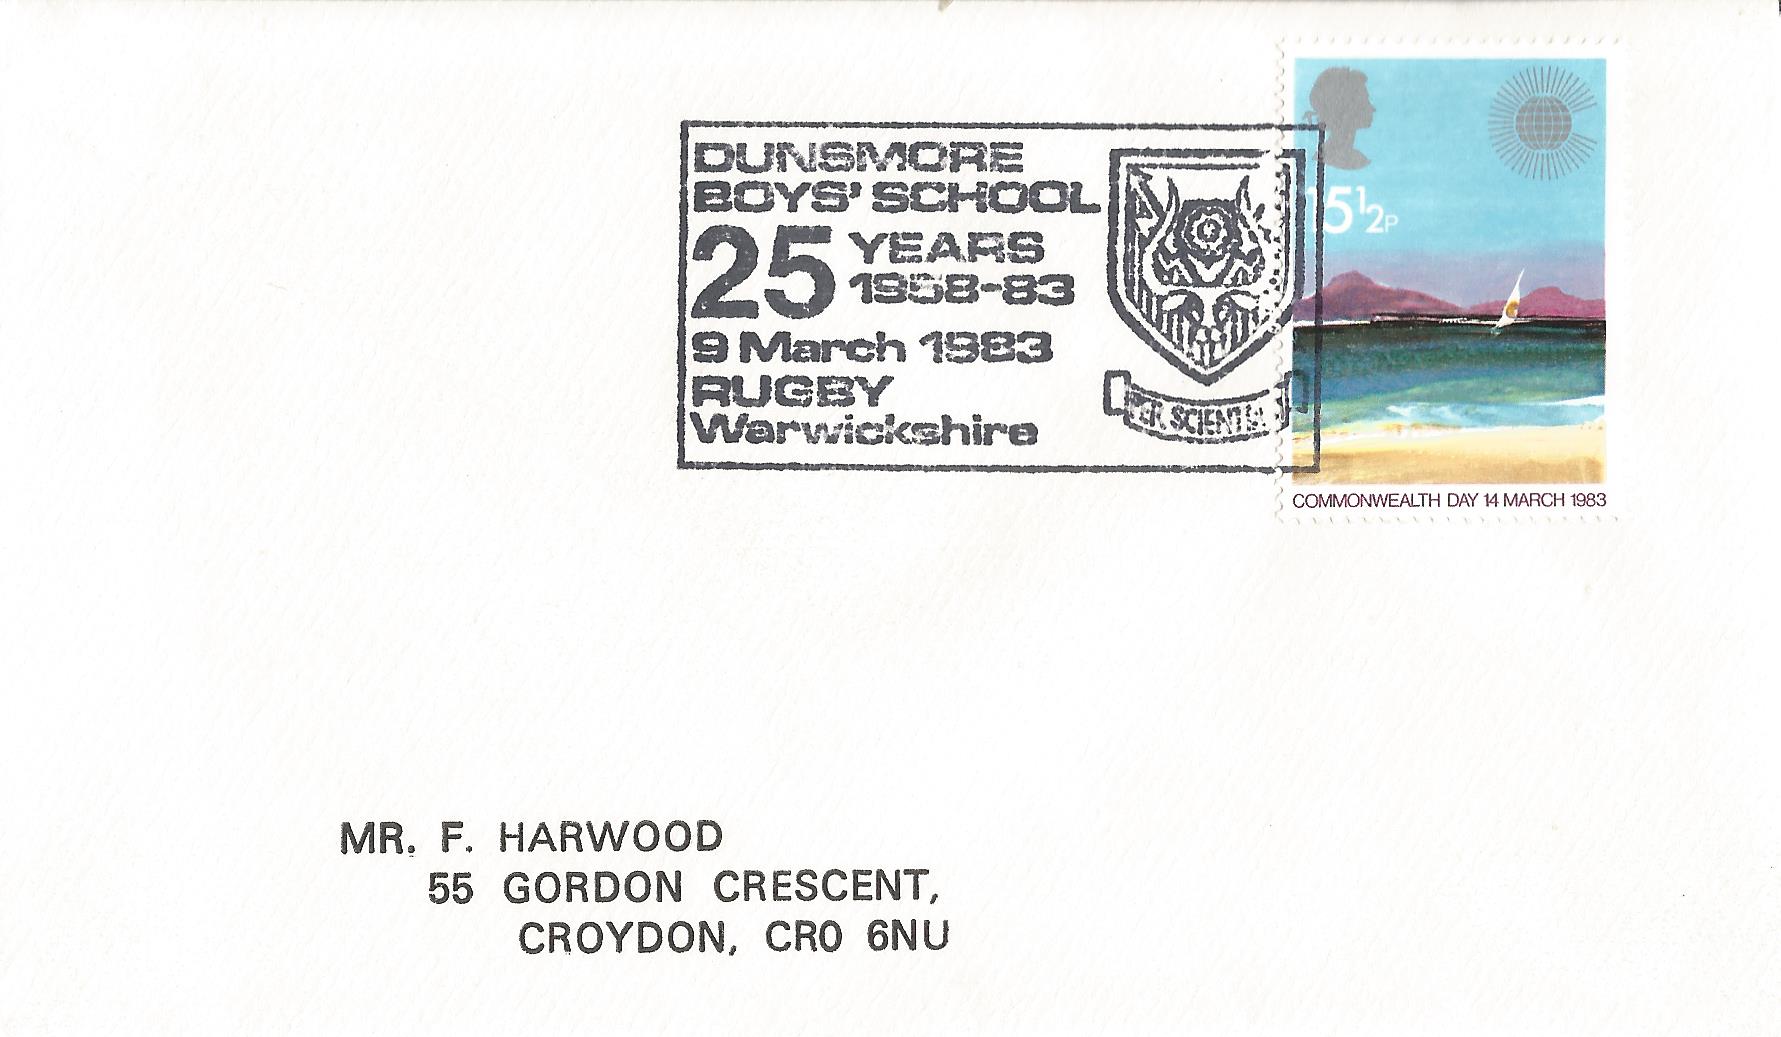 DUNSMORE
BOYS' SCHOOL
25 YEARS
1958-83
9 March 1983
RUGBY
Warwickshire
SCIENTIA
15½P
COMMONWEALTH DAY 14 MARCH 1983
MR. F. HARWOOD
55 GORDON CRESCENT,
CROYDON, CR0 6NU